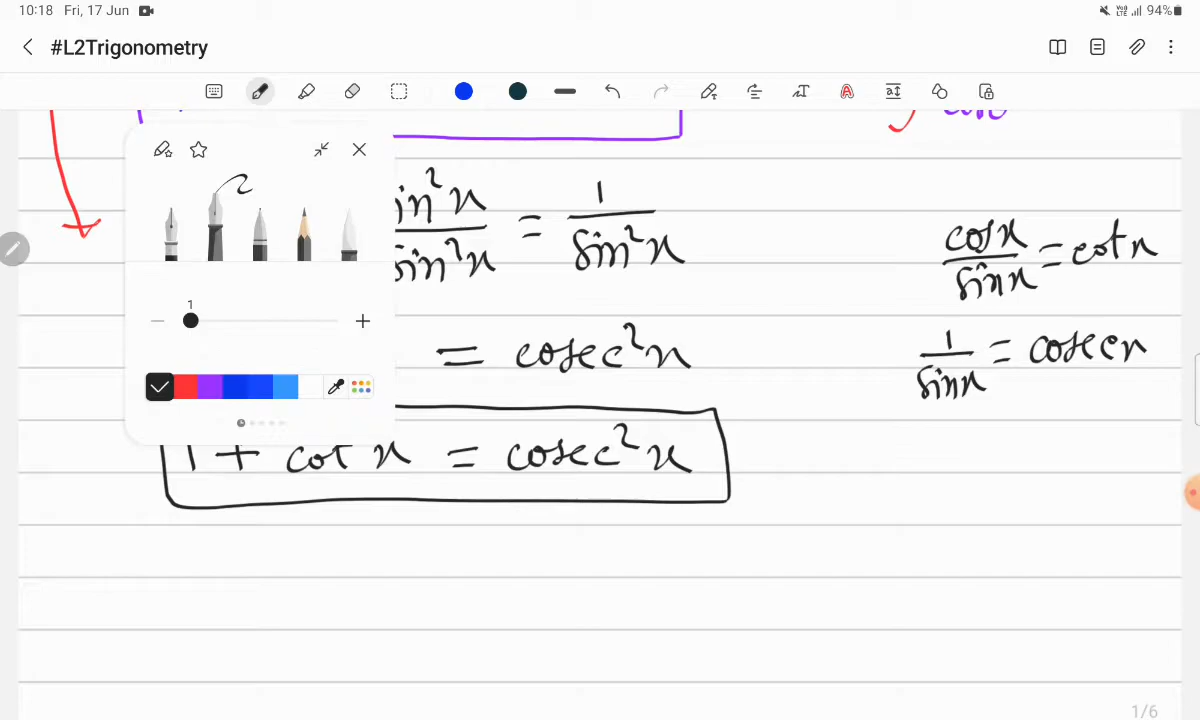 10:18 Fri, 17 Jun 94%
#L2Trigonometry
in²x/sin²x = 1/sin²x
cosx/sinx = cotx
= cosec²x
1/sinx = cosecx
1 + cot x = cosec²x
1
1/6